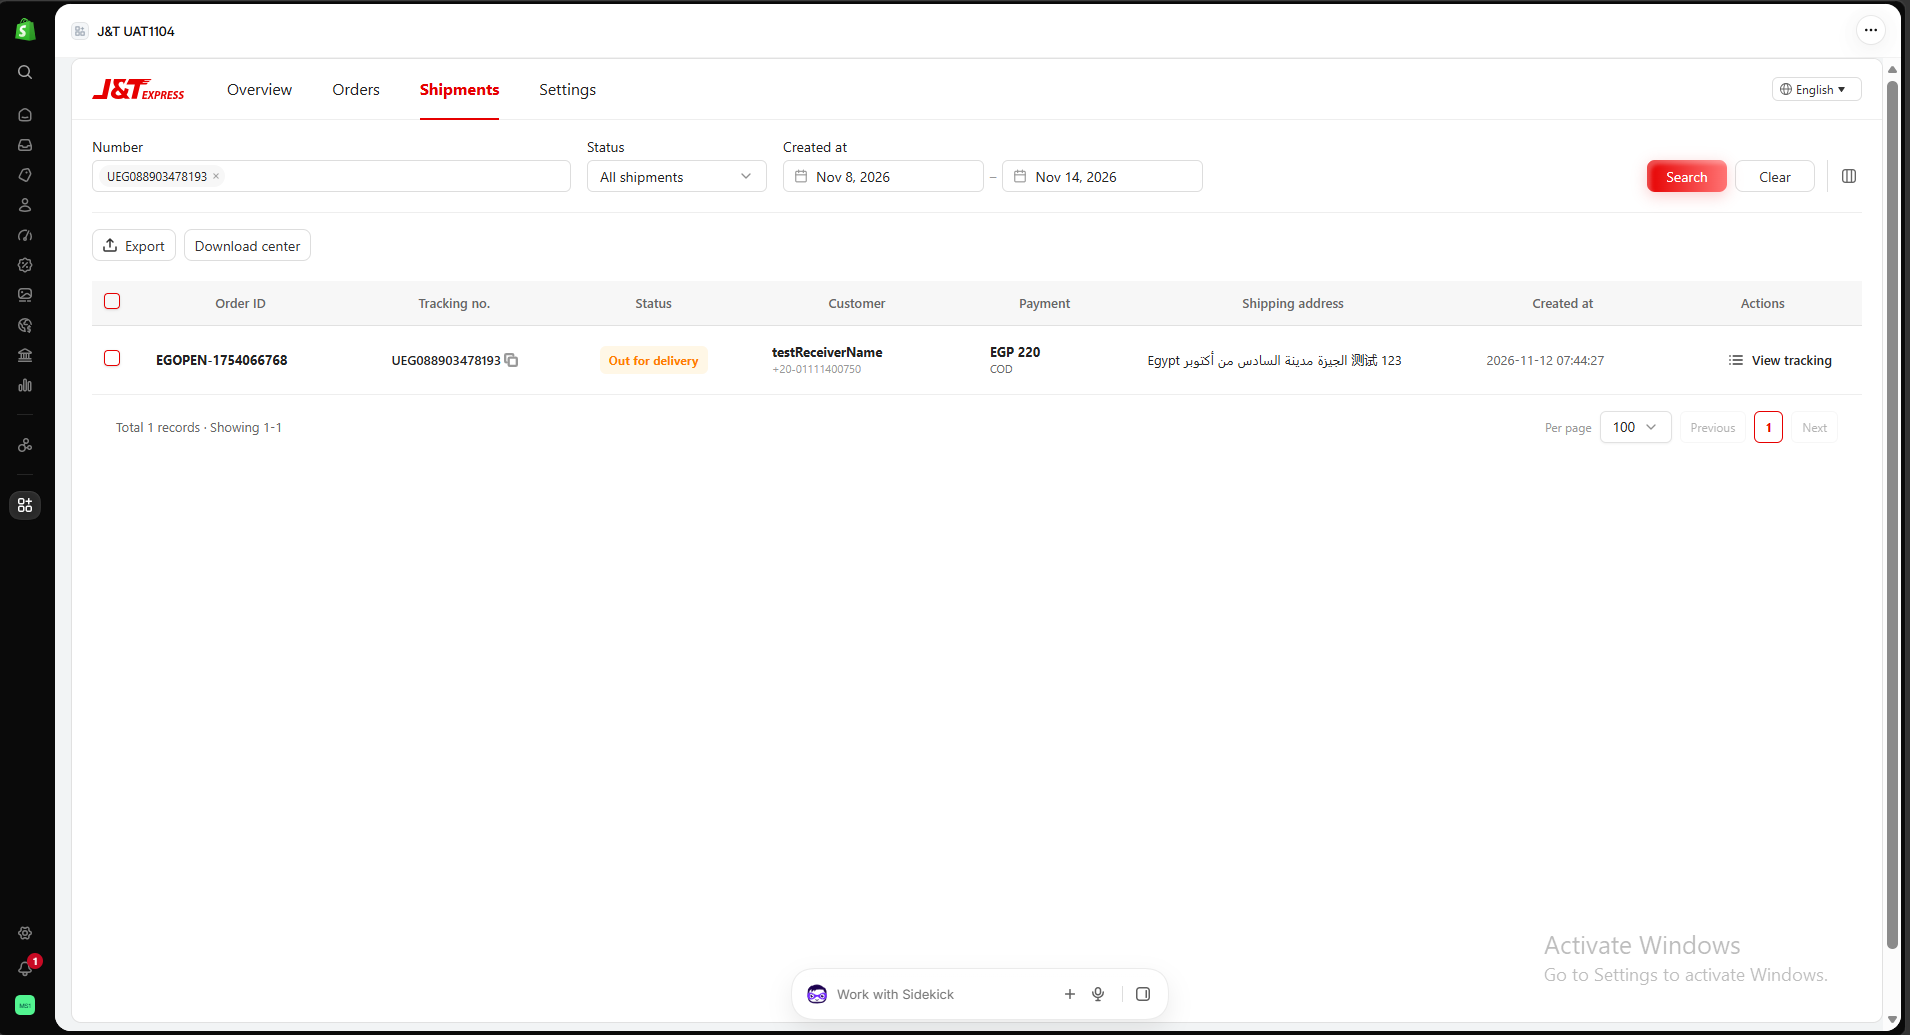 J&T UAT1104
J&T EXPRESS
Overview
Orders
Shipments
Settings
English
Number
Status
Created at
UEG088903478193 ×
All shipments
Nov 8, 2026
–
Nov 14, 2026
Search
Clear
Export
Download center
Order ID
Tracking no.
Status
Customer
Payment
Shipping address
Created at
Actions
EGOPEN-1754066768
UEG088903478193
Out for delivery
testReceiverName
+20-01111400750
EGP 220
COD
Egypt الجيزة مدينة السادس من أكتوبر 测试 123
2026-11-12 07:44:27
View tracking
Total 1 records · Showing 1-1
Per page
100
Previous
1
Next
Activate Windows
Go to Settings to activate Windows.
1
Work with Sidekick